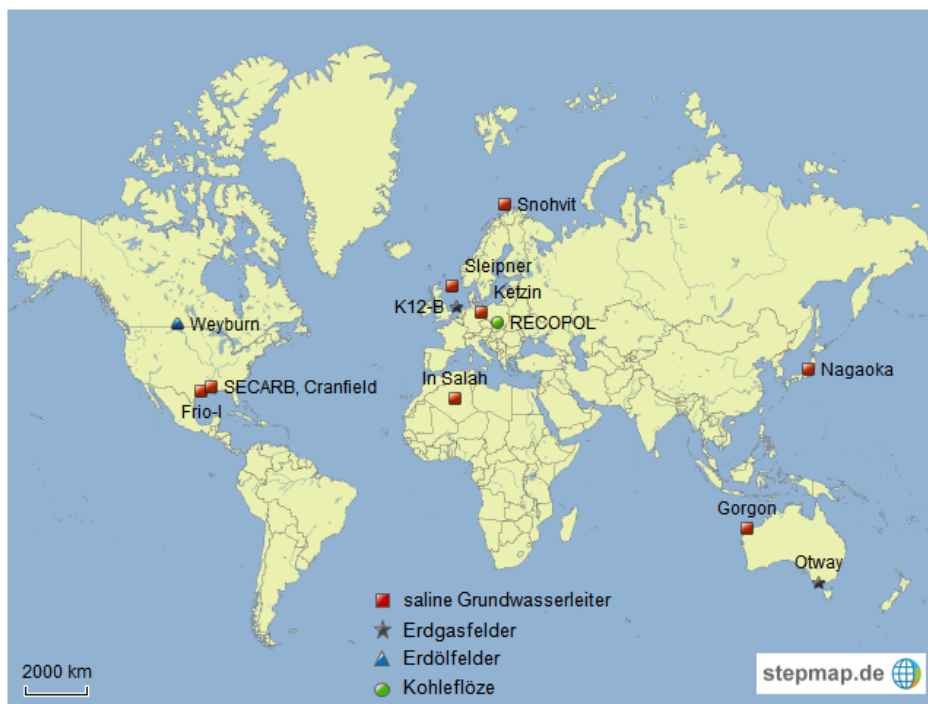 Snohvit
Sleipner
Ketzin
K12-B
RECOPOL
Weyburn
Nagaoka
In Salah
SECARB, Cranfield
Frio-I
Gorgon
Otway
saline Grundwasserleiter
Erdgasfelder
Erdölfelder
Kohleflöze
2000 km
stepmap.de